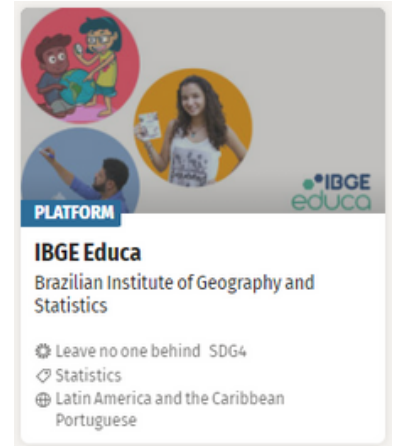 IBGE
educa
PLATFORM
IBGE Educa
Brazilian Institute of Geography and
Statistics
Leave no one behind SDG4
Statistics
Latin America and the Caribbean
Portuguese